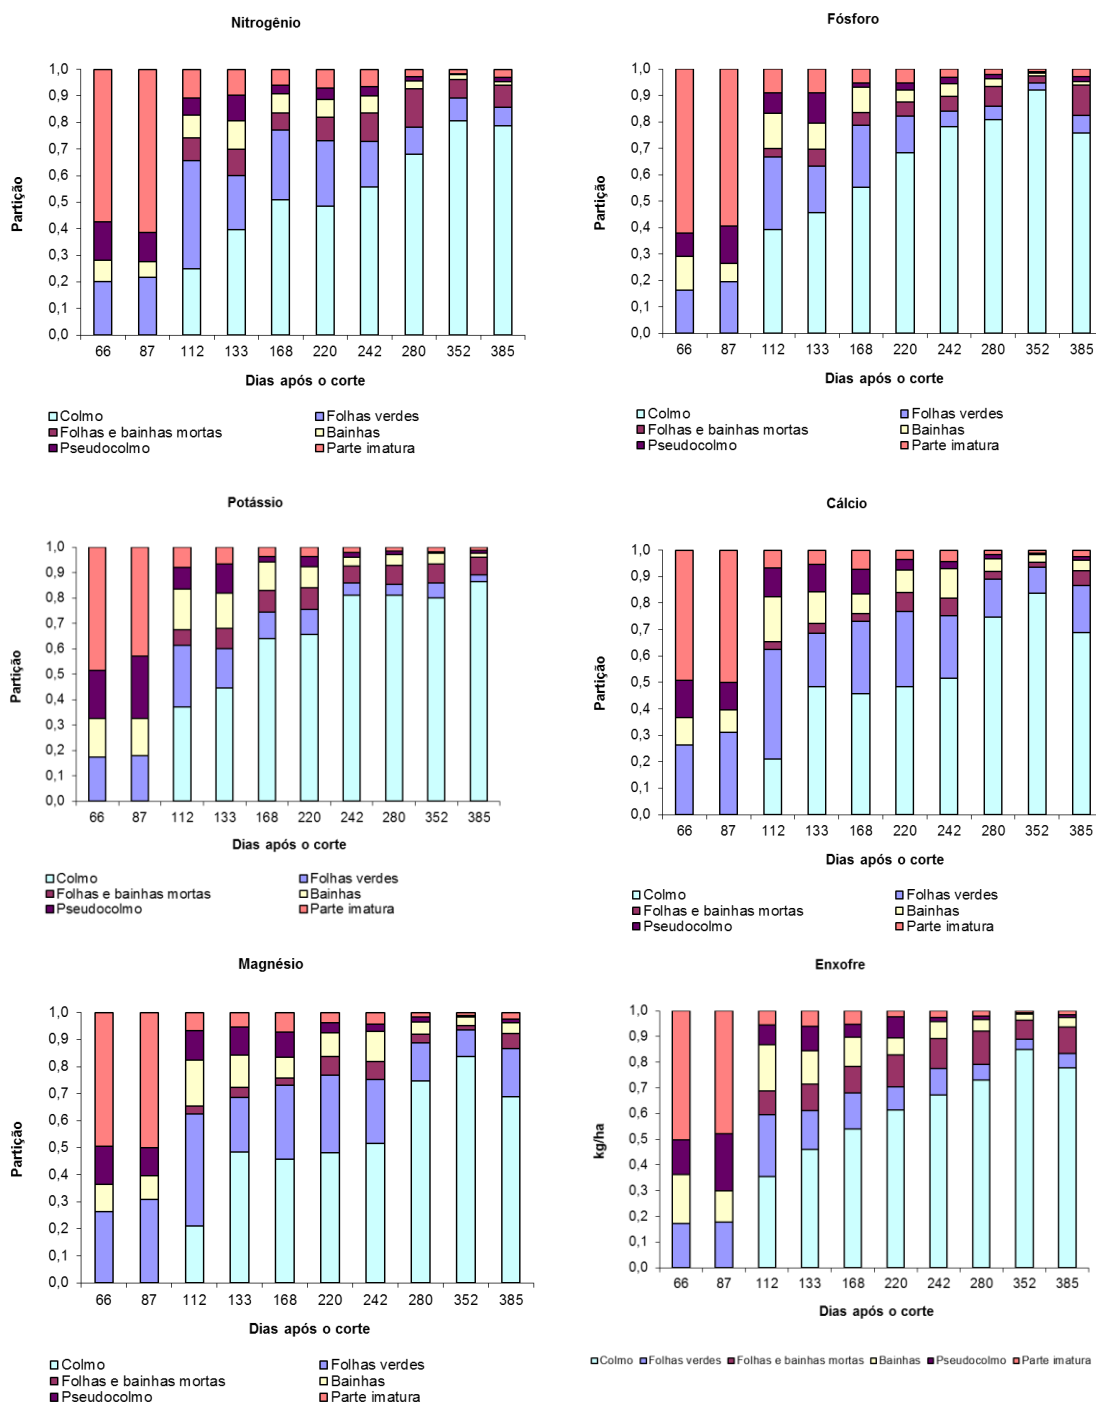 Nitrogênio
Partição
1,0
0,9
0,8
0,7
0,6
0,5
0,4
0,3
0,2
0,1
0,0
66 87 112 133 168 220 242 280 352 385
Dias após o corte
Colmo Folhas verdes
Folhas e bainhas mortas Bainhas
Pseudocolmo Parte imatura
Fósforo
Partição
1,0
0,9
0,8
0,7
0,6
0,5
0,4
0,3
0,2
0,1
0,0
66 87 112 133 168 220 242 280 352 385
Dias após o corte
Colmo Folhas verdes
Folhas e bainhas mortas Bainhas
Pseudocolmo Parte imatura
Potássio
Partição
1,0
0,9
0,8
0,7
0,6
0,5
0,4
0,3
0,2
0,1
0,0
66 87 112 133 168 220 242 280 352 385
Dias após o corte
Colmo Folhas verdes
Folhas e bainhas mortas Bainhas
Pseudocolmo Parte imatura
Cálcio
Partição
1,0
0,9
0,8
0,7
0,6
0,5
0,4
0,3
0,2
0,1
0,0
66 87 112 133 168 220 242 280 352 385
Dias após o corte
Colmo Folhas verdes
Folhas e bainhas mortas Bainhas
Pseudocolmo Parte imatura
Magnésio
Partição
1,0
0,9
0,8
0,7
0,6
0,5
0,4
0,3
0,2
0,1
0,0
66 87 112 133 168 220 242 280 352 385
Dias após o corte
Colmo Folhas verdes
Folhas e bainhas mortas Bainhas
Pseudocolmo Parte imatura
Enxofre
kg/ha
1,0
0,9
0,8
0,7
0,6
0,5
0,4
0,3
0,2
0,1
0,0
66 87 112 133 168 220 242 280 352 385
Dias após o corte
Colmo Folhas verdes Folhas e bainhas mortas Bainhas Pseudocolmo Parte imatura